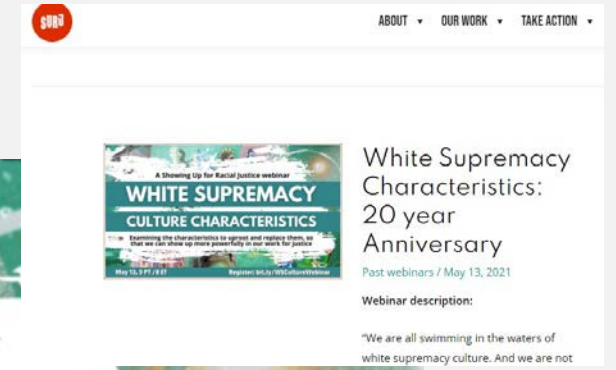 SURJ
ABOUT ▾ OUR WORK ▾ TAKE ACTION ▾
A Showing Up for Racial Justice webinar
WHITE SUPREMACY
CULTURE CHARACTERISTICS
Examining the characteristics to uproot and replace them, so
that we can show up more powerfully in our work for justice
May 13, 5 PT / 8 ET Register: bit.ly/WSCultureWebinar
White Supremacy
Characteristics:
20 year
Anniversary
Past webinars / May 13, 2021
Webinar description:
"We are all swimming in the waters of
white supremacy culture. And we are not